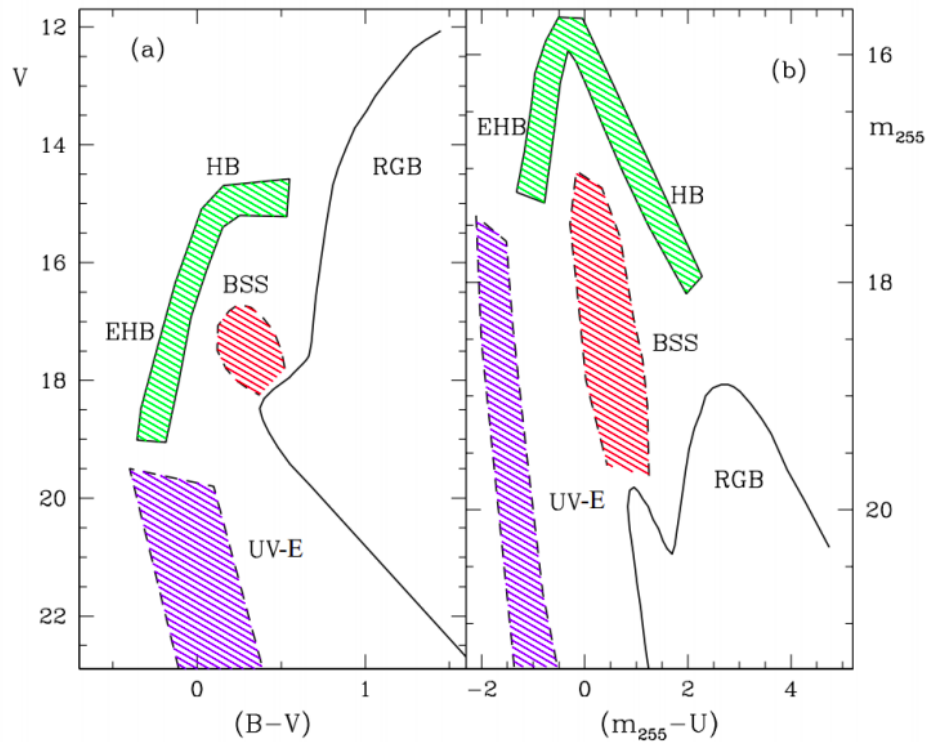 (a)
V
12
14
16
18
20
22
HB
RGB
BSS
EHB
UV-E
0
1
(B-V)
(b)
m₂₅₅
16
18
20
EHB
HB
BSS
UV-E
RGB
-2
0
2
4
(m₂₅₅-U)